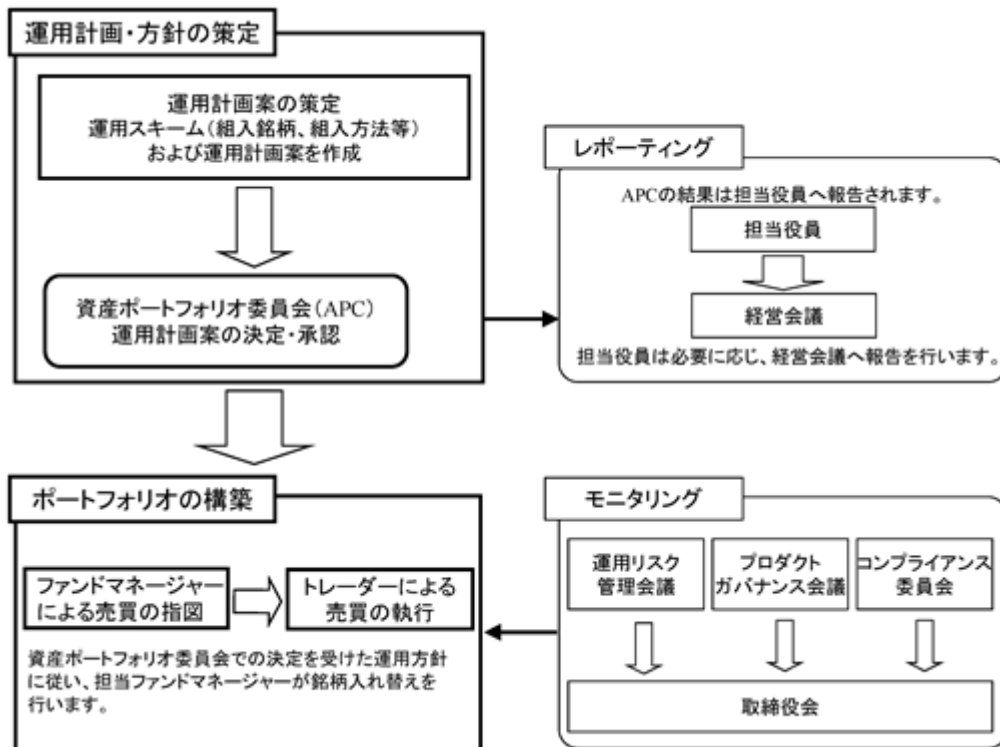 運用計画・方針の策定
運用計画案の策定
運用スキーム(組入銘柄、組入方法等)
および運用計画案を作成
資産ポートフォリオ委員会(APC)
運用計画案の決定・承認
レポーティング
APCの結果は担当役員へ報告されます。
担当役員
経営会議
担当役員は必要に応じ、経営会議へ報告を行います。
ポートフォリオの構築
ファンドマネージャー
による売買の指図
トレーダーによる
売買の執行
資産ポートフォリオ委員会での決定を受けた運用方針
に従い、担当ファンドマネージャーが銘柄入れ替えを
行います。
モニタリング
運用リスク
管理会議
プロダクト
ガバナンス会議
コンプライアンス
委員会
取締役会